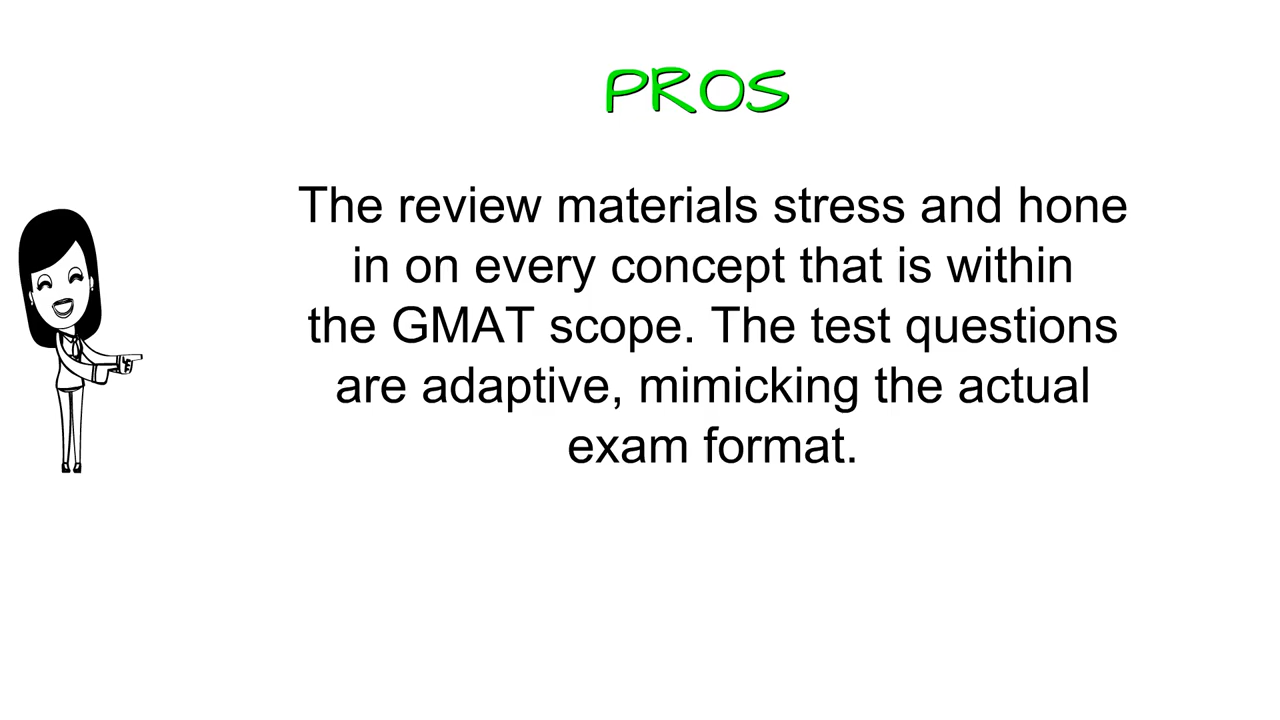 PROS
The review materials stress and hone
in on every concept that is within
the GMAT scope. The test questions
are adaptive, mimicking the actual
exam format.